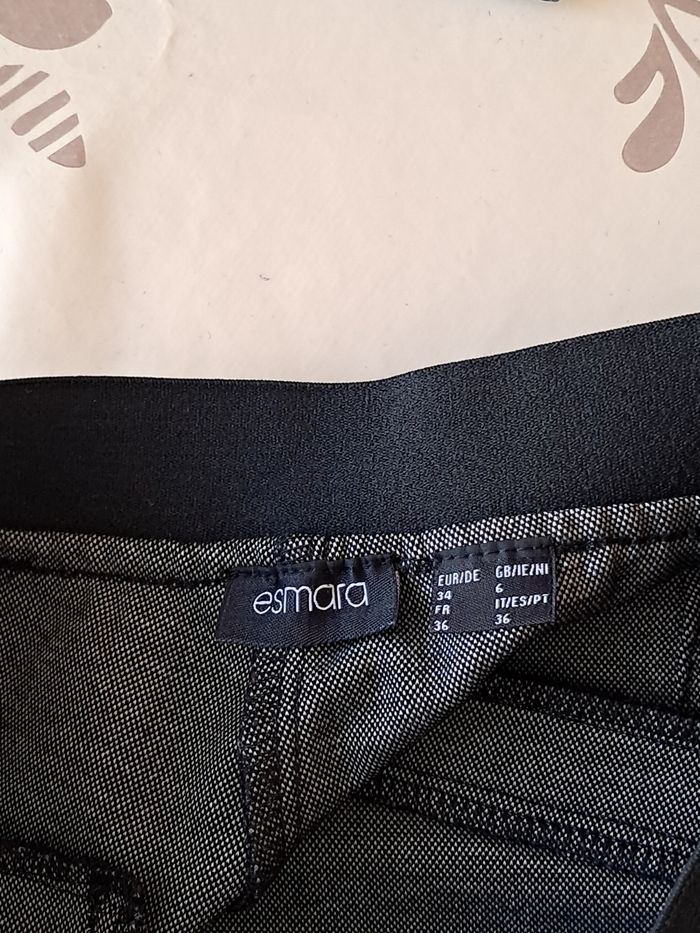 esmara
EUR/DE GB/IE/NI
34 6
FR IT/ES/PT
36 36